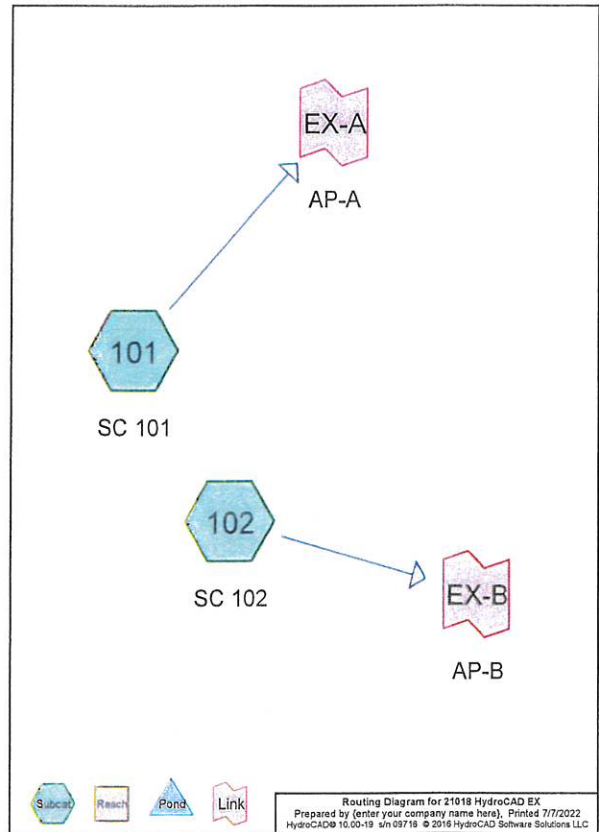 EX-A
AP-A
101
SC 101
102
SC 102
EX-B
AP-B
Subcat Reach Pond Link
Routing Diagram for 21018 HydroCAD EX
Prepared by {enter your company name here}, Printed 7/7/2022
HydroCAD® 10.00-19 s/n 09716 © 2016 HydroCAD Software Solutions LLC